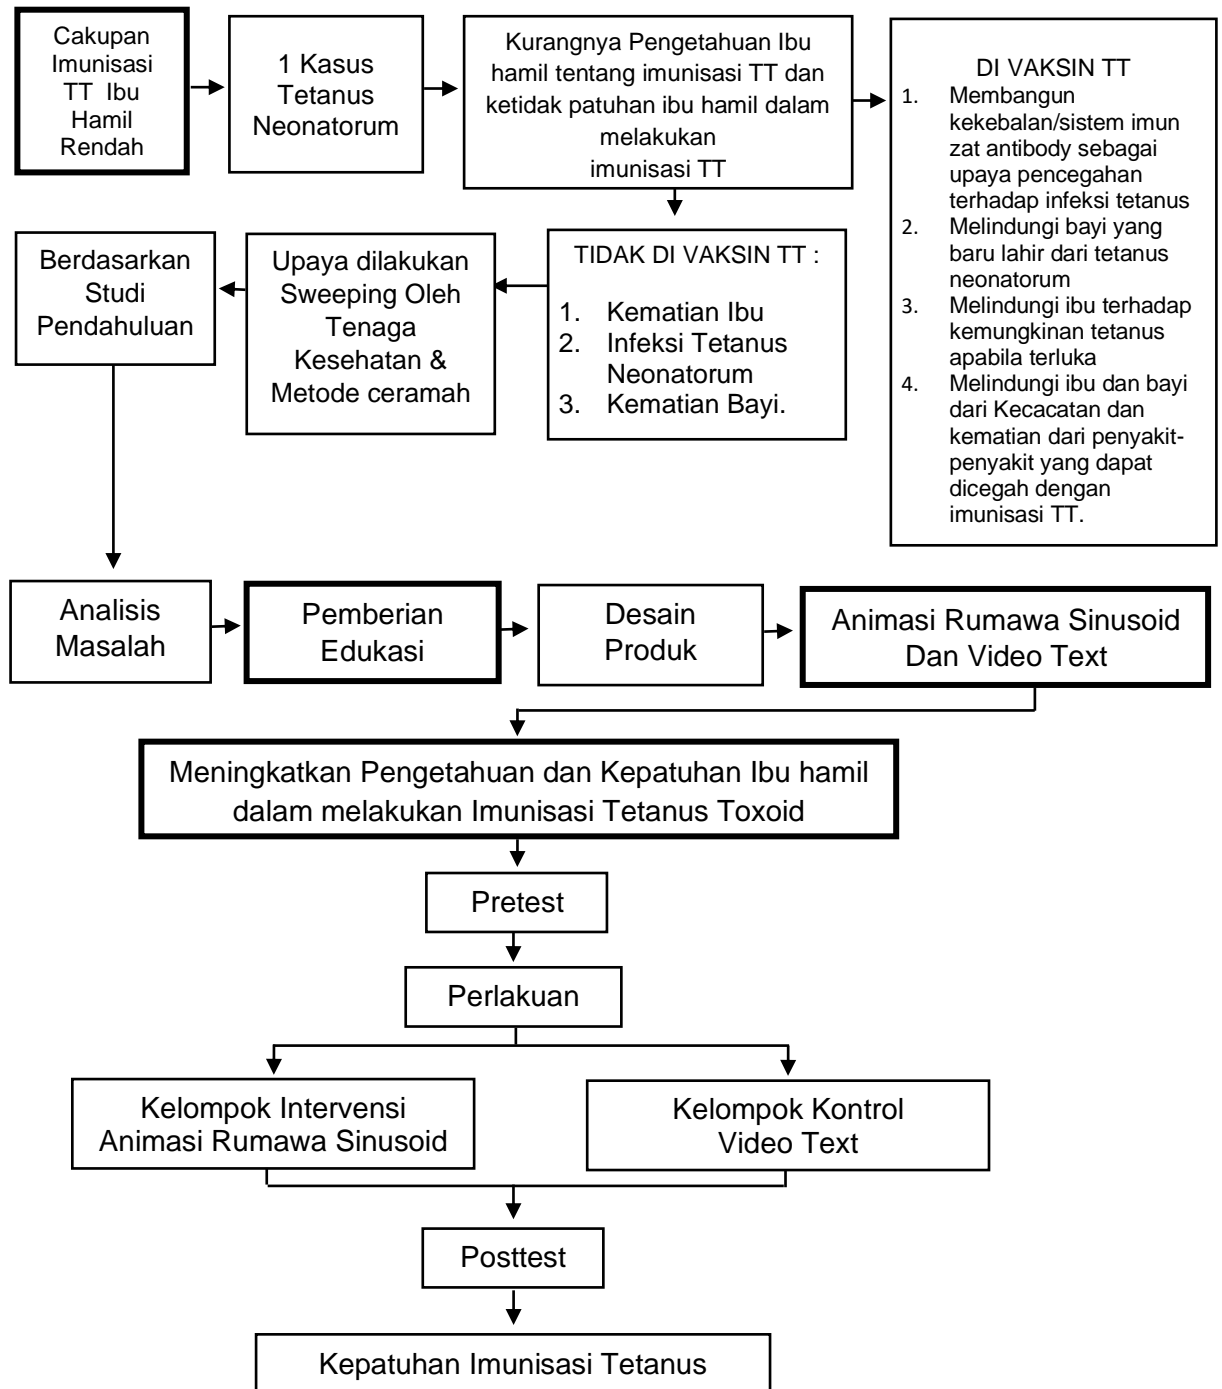 Cakupan
Imunisasi
TT Ibu
Hamil
Rendah
1 Kasus
Tetanus
Neonatorum
Kurangnya Pengetahuan Ibu
hamil tentang imunisasi TT dan
ketidak patuhan ibu hamil dalam
melakukan
imunisasi TT
DI VAKSIN TT
1. Membangun
kekebalan/sistem imun
zat antibody sebagai
upaya pencegahan
terhadap infeksi tetanus
2. Melindungi bayi yang
baru lahir dari tetanus
neonatorum
3. Melindungi ibu terhadap
kemungkinan tetanus
apabila terluka
4. Melindungi ibu dan bayi
dari Kecacatan dan
kematian dari penyakit-
penyakit yang dapat
dicegah dengan
imunisasi TT.
TIDAK DI VAKSIN TT :
1. Kematian Ibu
2. Infeksi Tetanus
Neonatorum
3. Kematian Bayi.
Upaya dilakukan
Sweeping Oleh
Tenaga
Kesehatan &
Metode ceramah
Berdasarkan
Studi
Pendahuluan
Analisis
Masalah
Pemberian
Edukasi
Desain
Produk
Animasi Rumawa Sinusoid
Dan Video Text
Meningkatkan Pengetahuan dan Kepatuhan Ibu hamil
dalam melakukan Imunisasi Tetanus Toxoid
Pretest
Perlakuan
Kelompok Intervensi
Animasi Rumawa Sinusoid
Kelompok Kontrol
Video Text
Posttest
Kepatuhan Imunisasi Tetanus